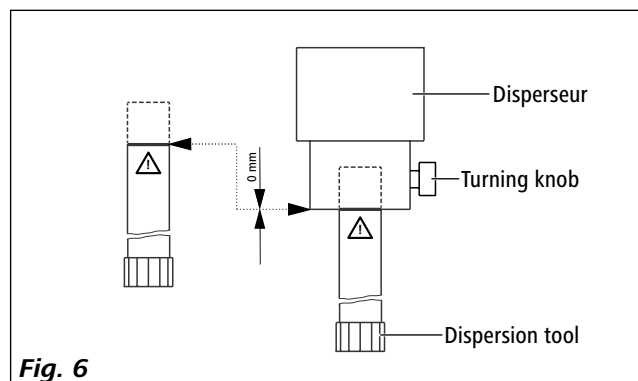 Disperseur
Turning knob
0 mm
Dispersion tool
Fig. 6